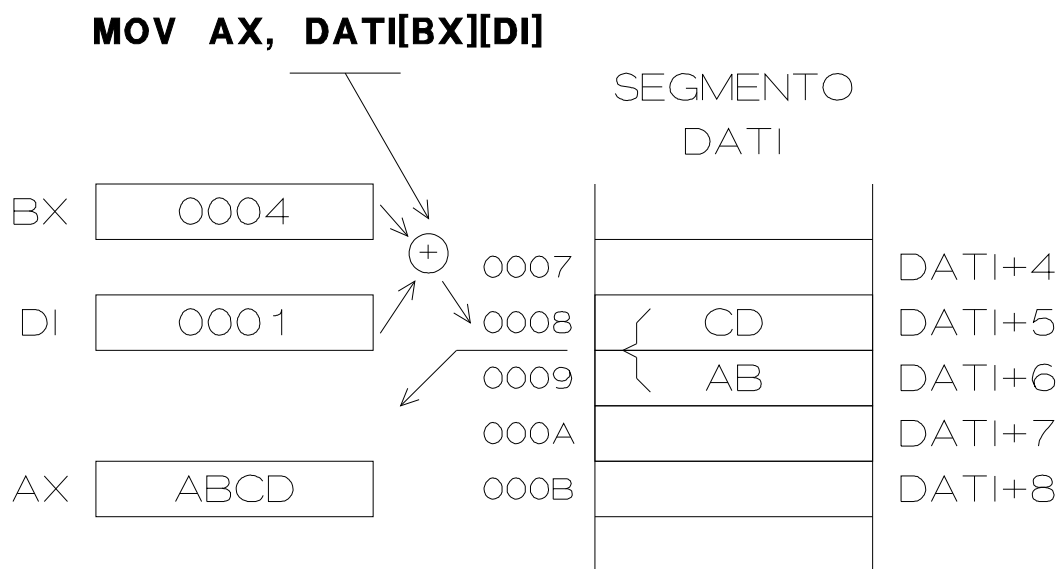 MOV AX, DATI[BX][DI]
SEGMENTO
DATI
BX 0004
0007 DATI+4
DI 0001
0008 CD DATI+5
0009 AB DATI+6
000A DATI+7
AX ABCD
000B DATI+8
+